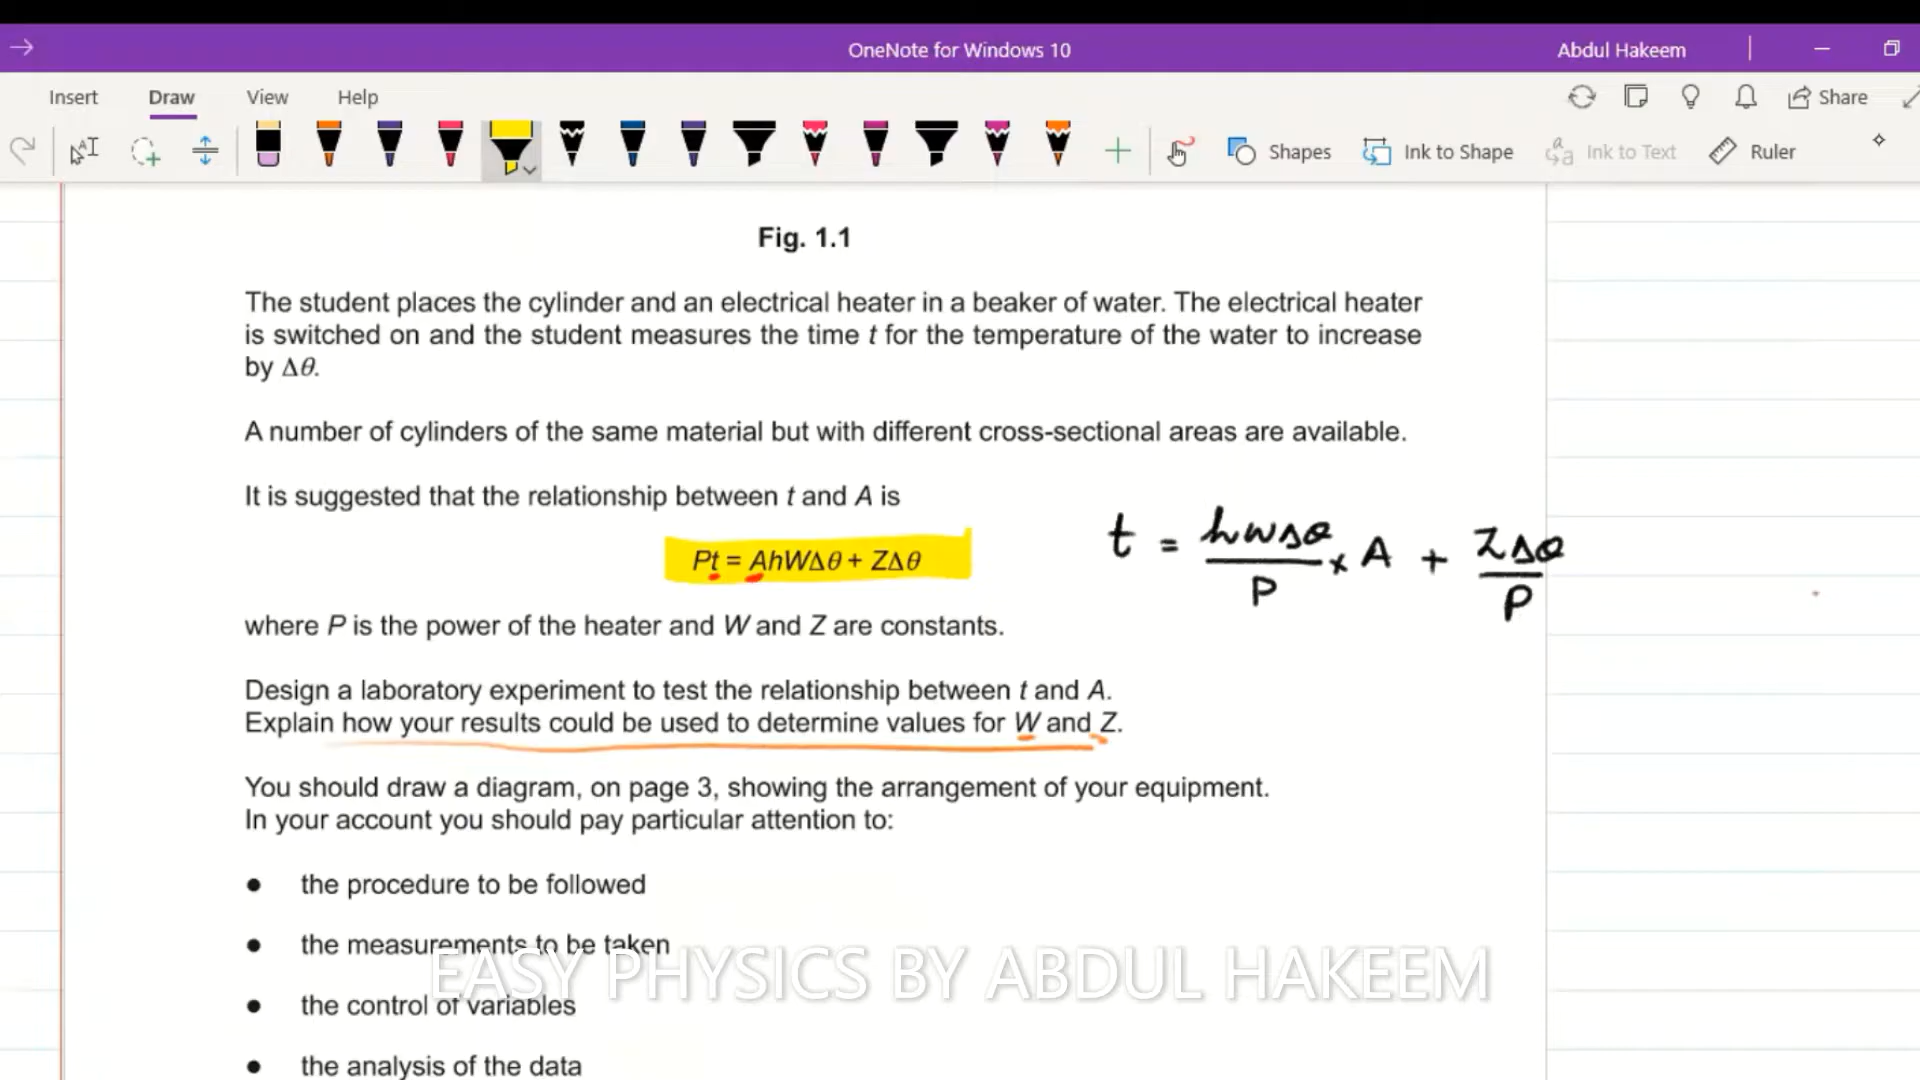 OneNote for Windows 10
Abdul Hakeem
Insert
Draw
View
Help
Share
Shapes
Ink to Shape
Ink to Text
Ruler
Fig. 1.1
The student places the cylinder and an electrical heater in a beaker of water. The electrical heater
is switched on and the student measures the time t for the temperature of the water to increase
by Δθ.
A number of cylinders of the same material but with different cross-sectional areas are available.
It is suggested that the relationship between t and A is
Pt = AhWΔθ + ZΔθ
t = hWΔθ/P × A + ZΔθ/P
where P is the power of the heater and W and Z are constants.
Design a laboratory experiment to test the relationship between t and A.
Explain how your results could be used to determine values for W and Z.
You should draw a diagram, on page 3, showing the arrangement of your equipment.
In your account you should pay particular attention to:
● the procedure to be followed
● the measurements to be taken
EASY PHYSICS BY ABDUL HAKEEM
● the control of variables
● the analysis of the data